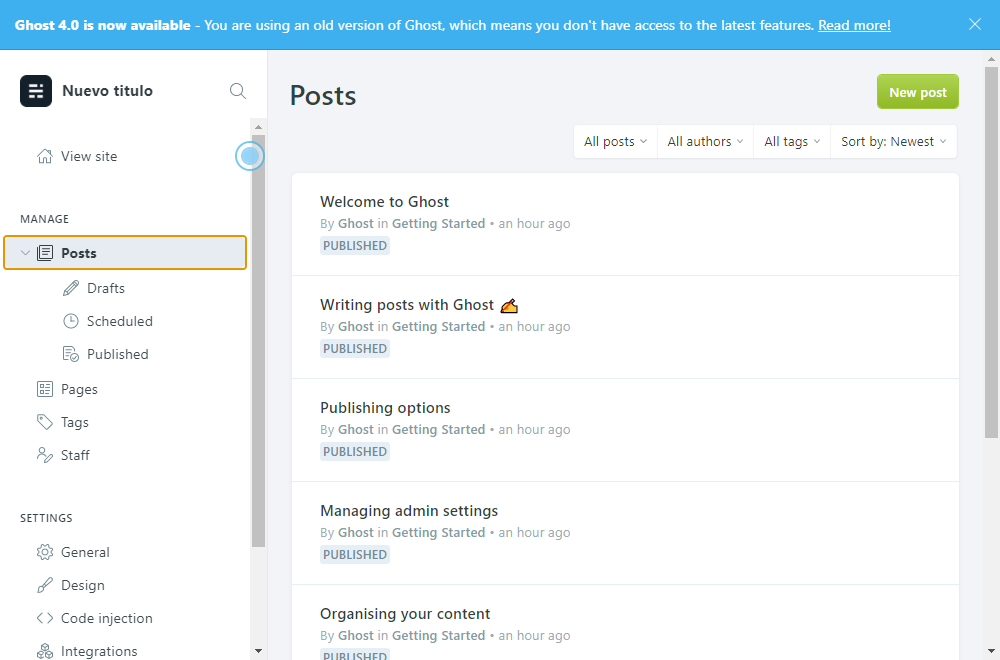 Ghost 4.0 is now available - You are using an old version of Ghost, which means you don't have access to the latest features. Read more!
Nuevo titulo
View site
MANAGE
Posts
Drafts
Scheduled
Published
Pages
Tags
Staff
SETTINGS
General
Design
Code injection
Integrations
Posts
New post
All posts
All authors
All tags
Sort by: Newest
Welcome to Ghost
By Ghost in Getting Started • an hour ago
PUBLISHED
Writing posts with Ghost ✍️
By Ghost in Getting Started • an hour ago
PUBLISHED
Publishing options
By Ghost in Getting Started • an hour ago
PUBLISHED
Managing admin settings
By Ghost in Getting Started • an hour ago
PUBLISHED
Organising your content
By Ghost in Getting Started • an hour ago
PUBLISHED